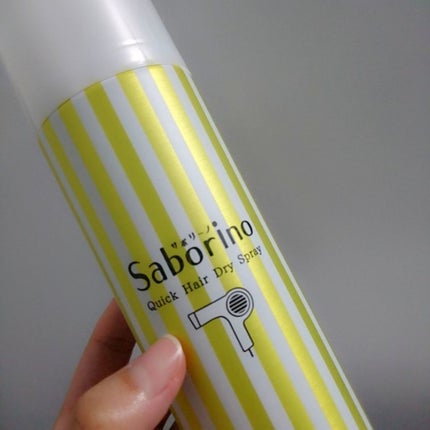 サボリーノ
Saborino
Quick Hair Dry Spray